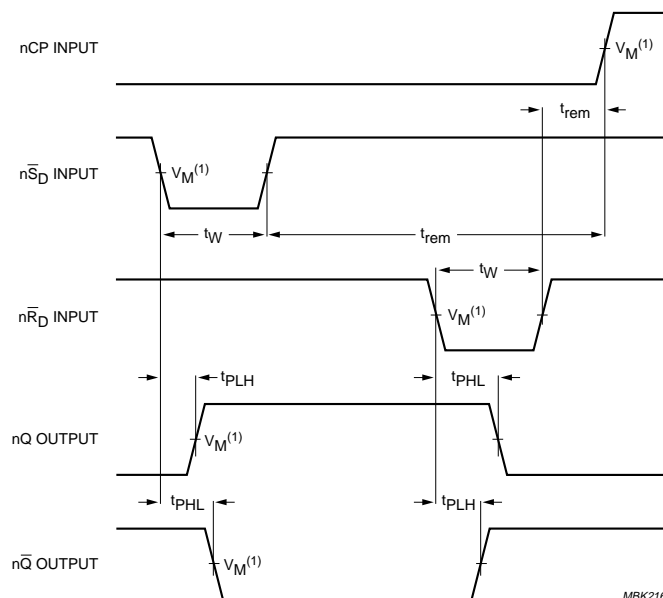 nCP INPUT
V_M^(1)
t_rem
nS̅_D INPUT
V_M^(1)
t_W
t_rem
t_W
nR̅_D INPUT
V_M^(1)
t_PLH
t_PHL
nQ OUTPUT
V_M^(1)
t_PHL
t_PLH
nQ̅ OUTPUT
V_M^(1)
MBK216